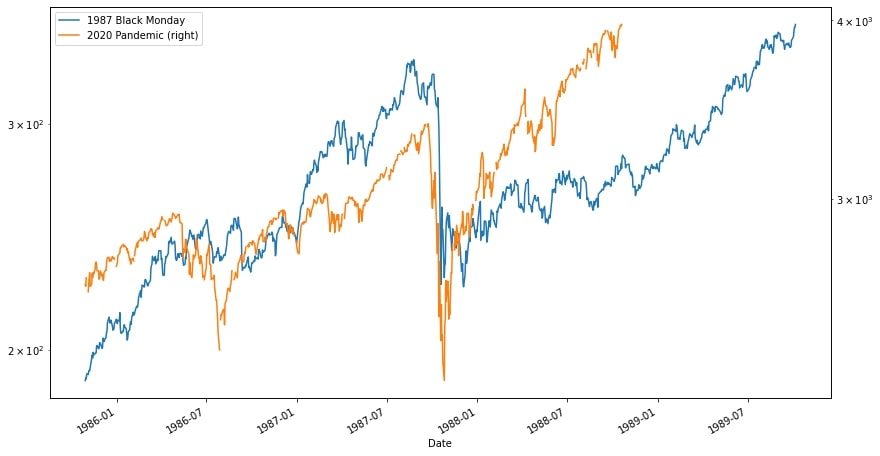 1987 Black Monday
2020 Pandemic (right)
4 × 10³
3 × 10²
3 × 10³
2 × 10²
1986-01
1986-07
1987-01
1987-07
1988-01
1988-07
1989-01
1989-07
Date